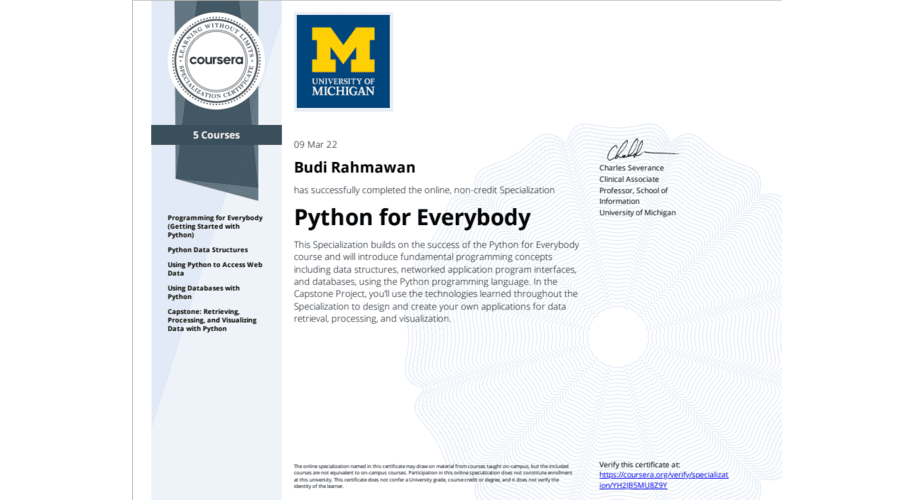 LEARNING WITHOUT LIMITS
coursera
SPECIALIZATION CERTIFICATE
5 Courses
Programming for Everybody
(Getting Started with
Python)
Python Data Structures
Using Python to Access Web
Data
Using Databases with
Python
Capstone: Retrieving,
Processing, and Visualizing
Data with Python
M
UNIVERSITY OF
MICHIGAN
09 Mar 22
Budi Rahmawan
has successfully completed the online, non-credit Specialization
Python for Everybody
This Specialization builds on the success of the Python for Everybody
course and will introduce fundamental programming concepts
including data structures, networked application program interfaces,
and databases, using the Python programming language. In the
Capstone Project, you'll use the technologies learned throughout the
Specialization to design and create your own applications for data
retrieval, processing, and visualization.
Charles Severance
Clinical Associate
Professor, School of
Information
University of Michigan
The online specialization named in this certificate may draw on material from courses taught on-campus, but the included
courses are not equivalent to on-campus courses. Participation in this online specialization does not constitute enrollment
at this university. This certificate does not confer a University grade, course credit or degree, and it does not verify the
identity of the learner.
Verify this certificate at:
https://coursera.org/verify/specializat
ion/YH2JB5MU8Z9Y